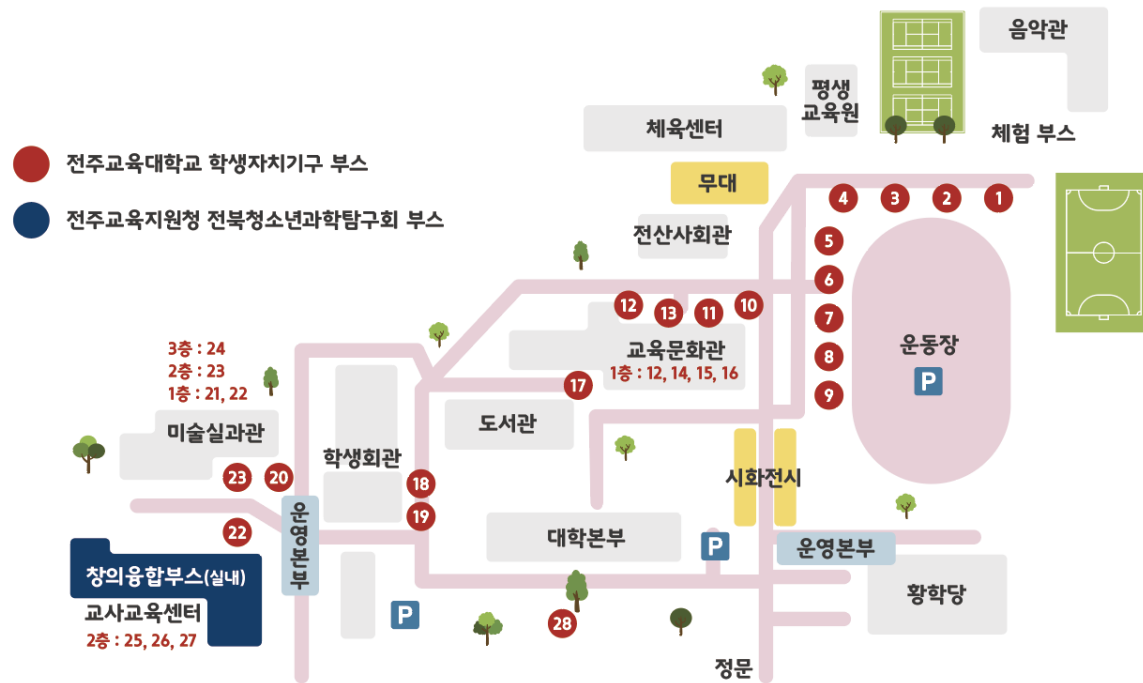 음악관
평생
교육원
체육센터
체험 부스
전주교육대학교 학생자치기구 부스
무대
4
3
2
1
전주교육지원청 전북청소년과학탐구회 부스
전산사회관
5
6
12
13
11
10
7
운동장
P
교육문화관
1층 : 12, 14, 15, 16
8
9
3층 : 24
2층 : 23
1층 : 21, 22
17
미술실과관
도서관
학생회관
시화전시
23
20
18
19
22
운영본부
대학본부
P
운영본부
창의융합부스(실내)
교사교육센터
2층 : 25, 26, 27
황학당
P
28
정문